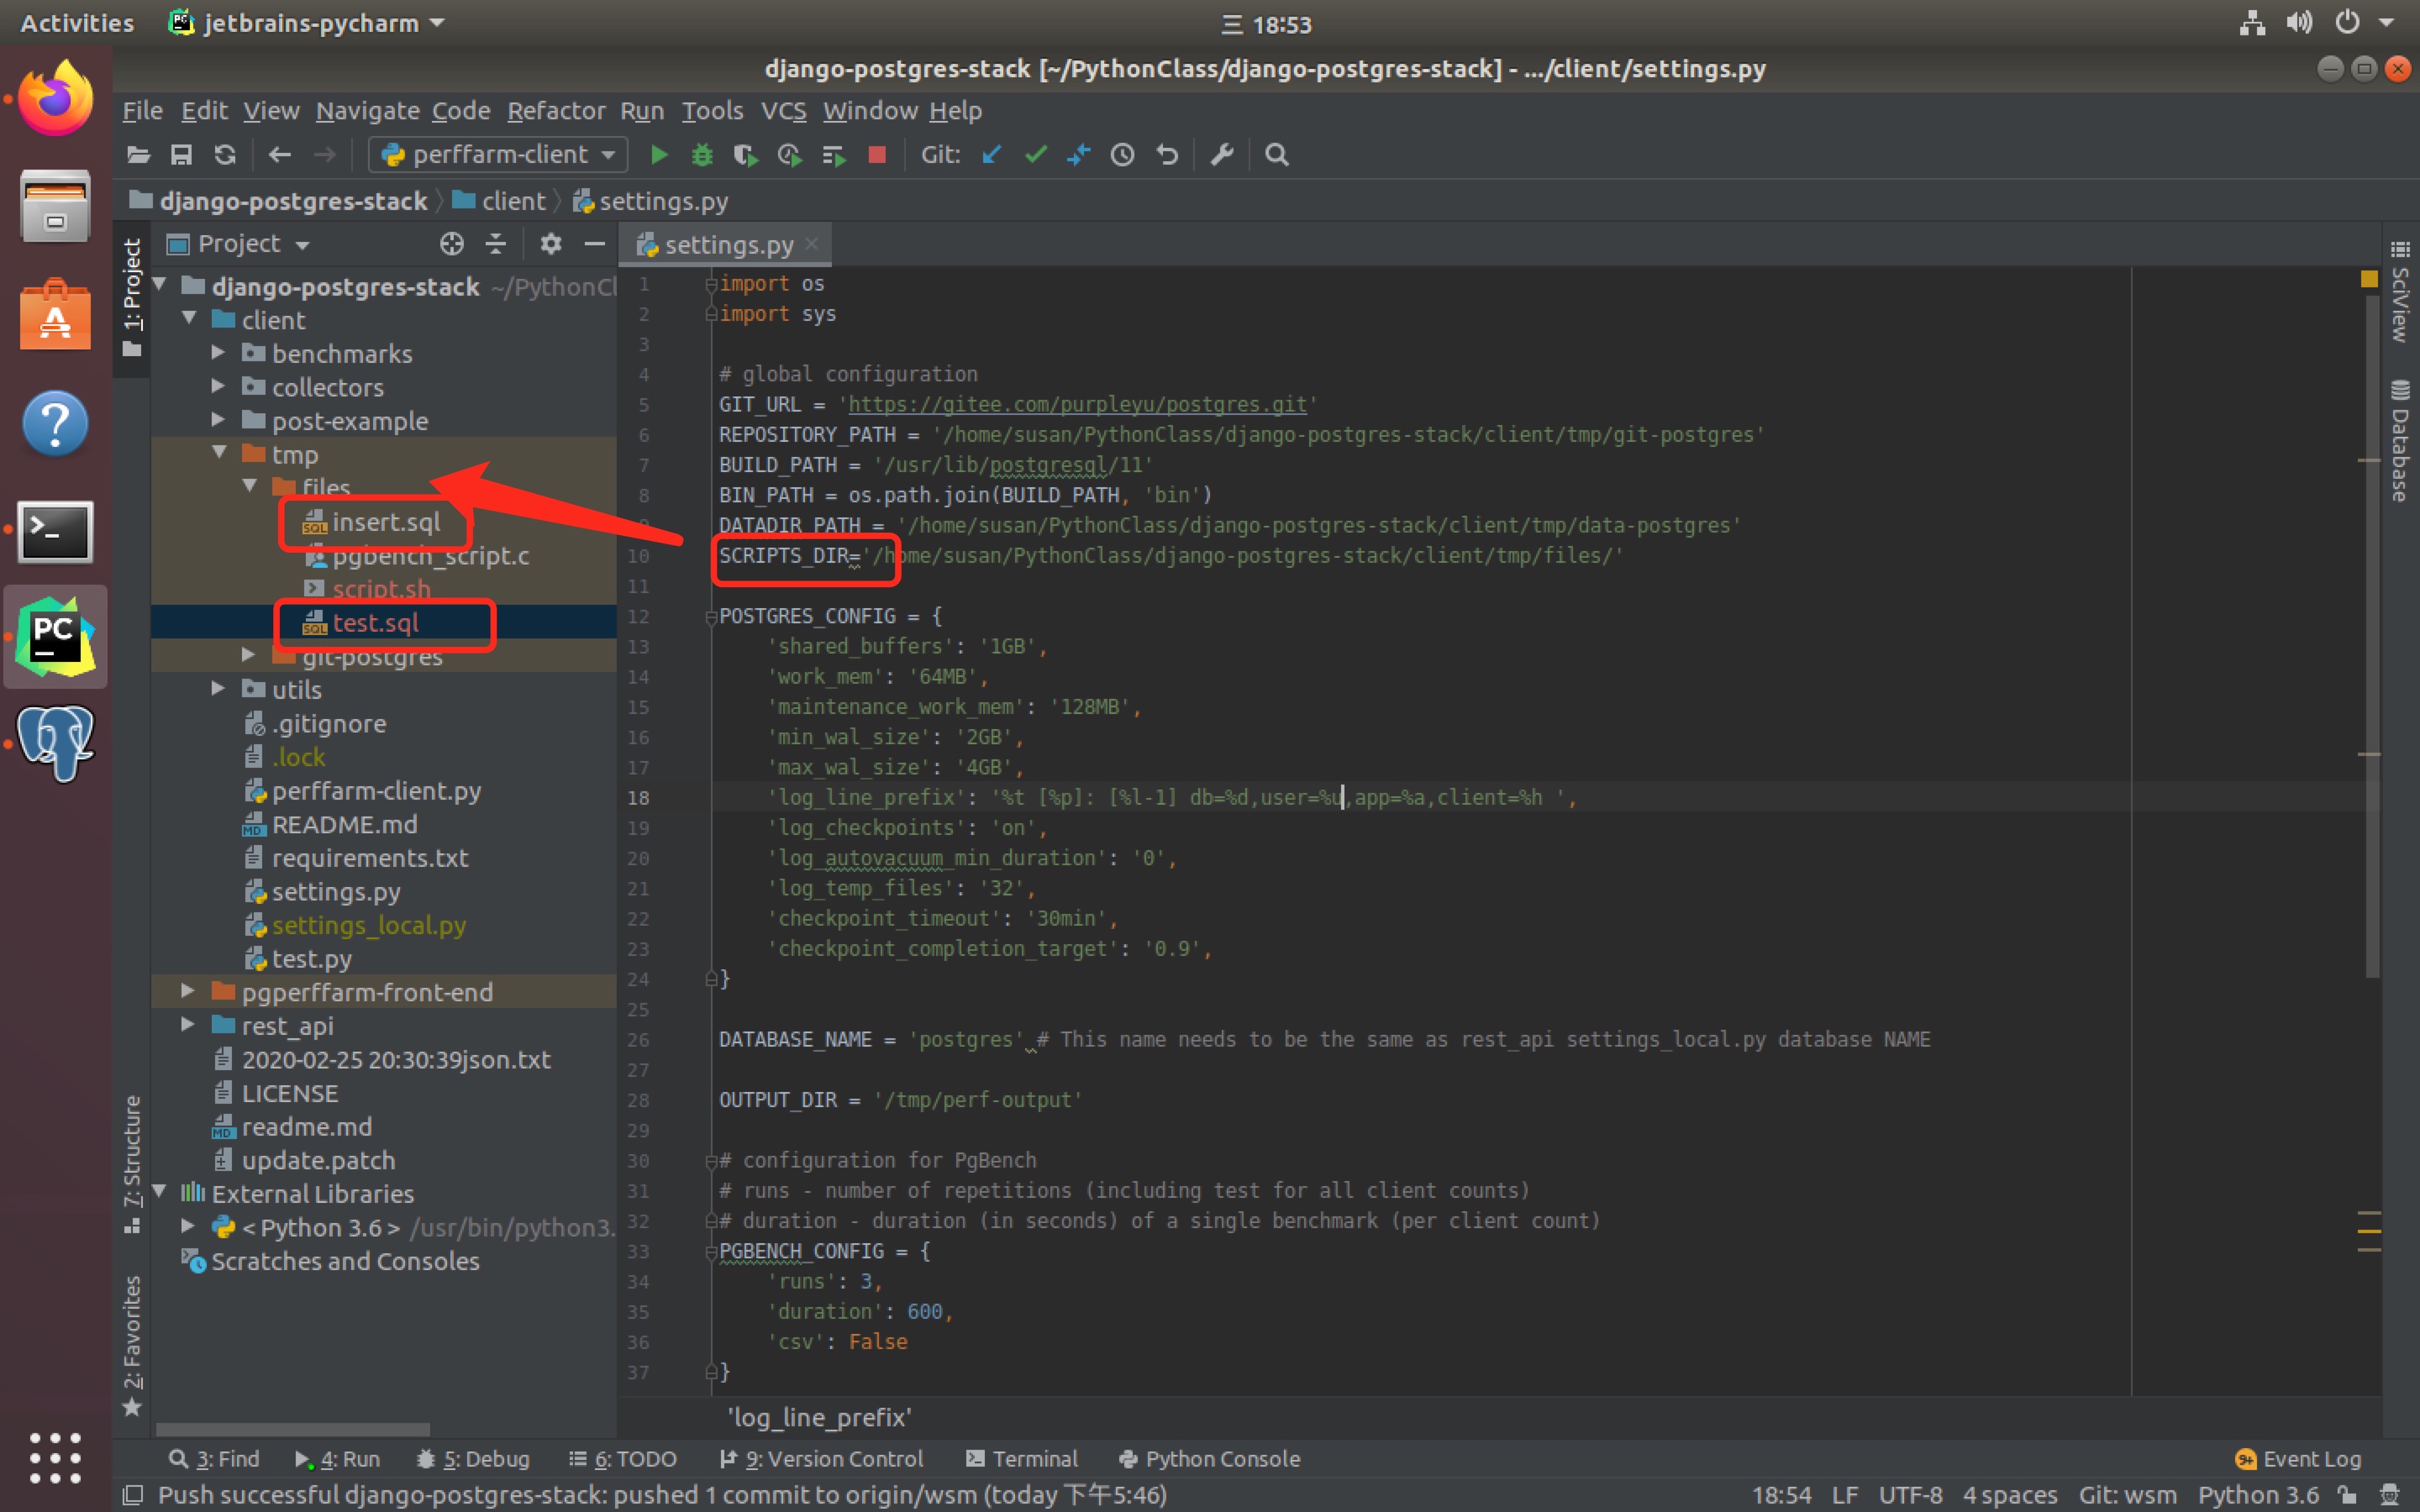 Activities
jetbrains-pycharm
三 18:53
django-postgres-stack [~/PythonClass/django-postgres-stack] - .../client/settings.py
File Edit View Navigate Code Refactor Run Tools VCS Window Help
perffarm-client
Git:
django-postgres-stack
client
settings.py
1: Project
7: Structure
2: Favorites
Project
django-postgres-stack ~/PythonCl
client
benchmarks
collectors
post-example
tmp
files
insert.sql
pgbench_script.c
script.sh
test.sql
git-postgres
utils
.gitignore
.lock
perffarm-client.py
README.md
requirements.txt
settings.py
settings_local.py
test.py
pgperffarm-front-end
rest_api
2020-02-25 20:30:39json.txt
LICENSE
readme.md
update.patch
External Libraries
< Python 3.6 > /usr/bin/python3.
Scratches and Consoles
settings.py
1 import os
2 import sys
3
4 # global configuration
5 GIT_URL = 'https://gitee.com/purpleyu/postgres.git'
6 REPOSITORY_PATH = '/home/susan/PythonClass/django-postgres-stack/client/tmp/git-postgres'
7 BUILD_PATH = '/usr/lib/postgresql/11'
8 BIN_PATH = os.path.join(BUILD_PATH, 'bin')
9 DATADIR_PATH = '/home/susan/PythonClass/django-postgres-stack/client/tmp/data-postgres'
10 SCRIPTS_DIR='/home/susan/PythonClass/django-postgres-stack/client/tmp/files/'
11
12 POSTGRES_CONFIG = {
13 'shared_buffers': '1GB',
14 'work_mem': '64MB',
15 'maintenance_work_mem': '128MB',
16 'min_wal_size': '2GB',
17 'max_wal_size': '4GB',
18 'log_line_prefix': '%t [%p]: [%l-1] db=%d,user=%u,app=%a,client=%h ',
19 'log_checkpoints': 'on',
20 'log_autovacuum_min_duration': '0',
21 'log_temp_files': '32',
22 'checkpoint_timeout': '30min',
23 'checkpoint_completion_target': '0.9',
24 }
25
26 DATABASE_NAME = 'postgres' # This name needs to be the same as rest_api settings_local.py database NAME
27
28 OUTPUT_DIR = '/tmp/perf-output'
29
30 # configuration for PgBench
31 # runs - number of repetitions (including test for all client counts)
32 # duration - duration (in seconds) of a single benchmark (per client count)
33 PGBENCH_CONFIG = {
34 'runs': 3,
35 'duration': 600,
36 'csv': False
37 }
'log_line_prefix'
SciView
Database
3: Find 4: Run 5: Debug 6: TODO 9: Version Control Terminal Python Console
9+ Event Log
Push successful django-postgres-stack: pushed 1 commit to origin/wsm (today 下午5:46)
18:54 LF UTF-8 4 spaces Git: wsm Python 3.6